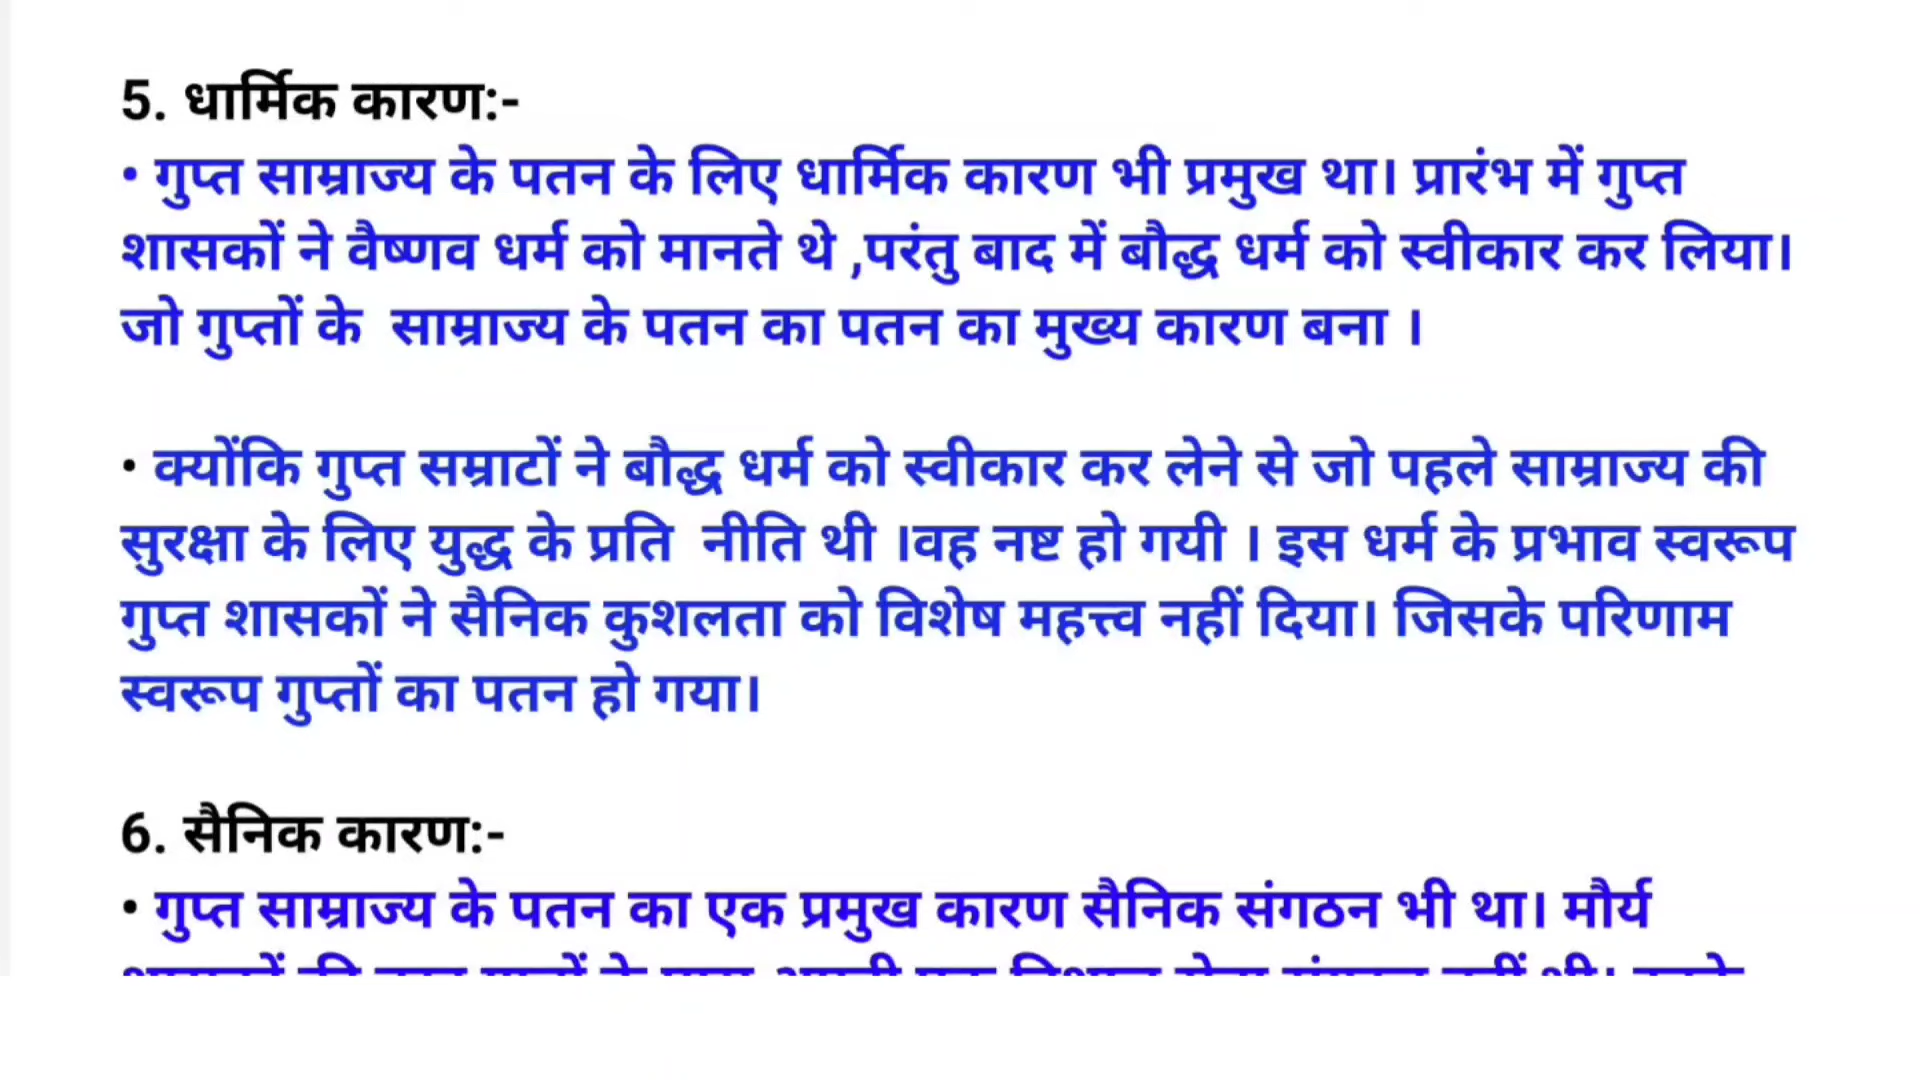 5. धार्मिक कारण:-
• गुप्त साम्राज्य के पतन के लिए धार्मिक कारण भी प्रमुख था। प्रारंभ में गुप्त
शासकों ने वैष्णव धर्म को मानते थे ,परंतु बाद में बौद्ध धर्म को स्वीकार कर लिया।
जो गुप्तों के साम्राज्य के पतन का पतन का मुख्य कारण बना ।
• क्योंकि गुप्त सम्राटों ने बौद्ध धर्म को स्वीकार कर लेने से जो पहले साम्राज्य की
सुरक्षा के लिए युद्ध के प्रति नीति थी ।वह नष्ट हो गयी । इस धर्म के प्रभाव स्वरूप
गुप्त शासकों ने सैनिक कुशलता को विशेष महत्त्व नहीं दिया। जिसके परिणाम
स्वरूप गुप्तों का पतन हो गया।
6. सैनिक कारण:-
• गुप्त साम्राज्य के पतन का एक प्रमुख कारण सैनिक संगठन भी था। मौर्य